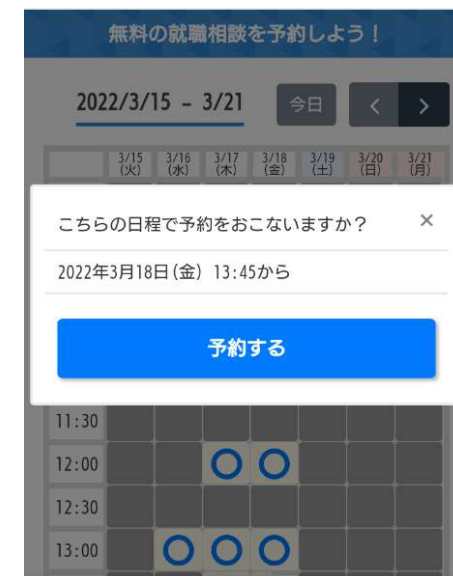 無料の就職相談を予約しよう！
2022/3/15 – 3/21 今日 < >
3/15 3/16 3/17 3/18 3/19 3/20 3/21
(火) (水) (木) (金) (土) (日) (月)
こちらの日程で予約をおこないますか？ ×
2022年3月18日(金) 13:45から
予約する
11:30
12:00
12:30
13:00